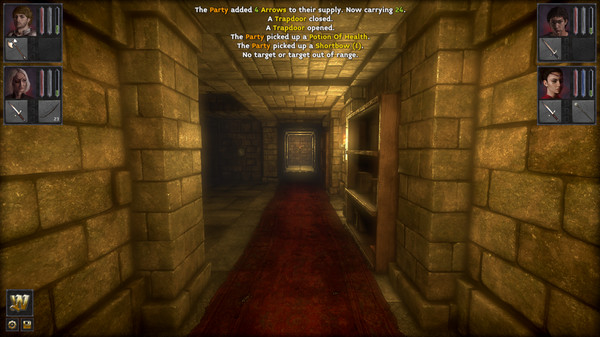 The Party added 4 Arrows to their supply. Now carrying 24.
A Trapdoor closed.
A Trapdoor opened.
The Party picked up a Potion Of Health.
The Party picked up a Shortbow (l).
No target or target out of range.